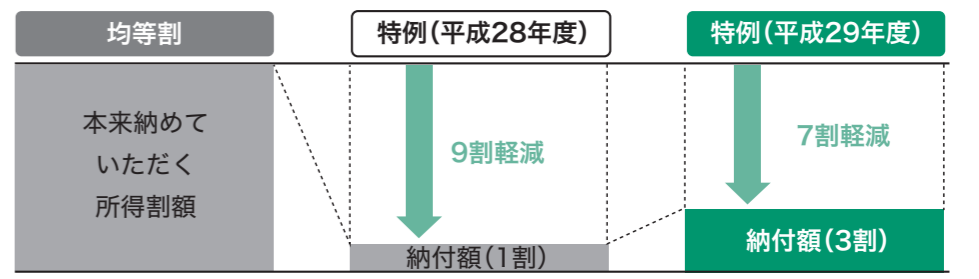 均等割
特例(平成28年度)
特例(平成29年度)
本来納めて
いただく
所得割額
9割軽減
7割軽減
納付額(1割)
納付額(3割)